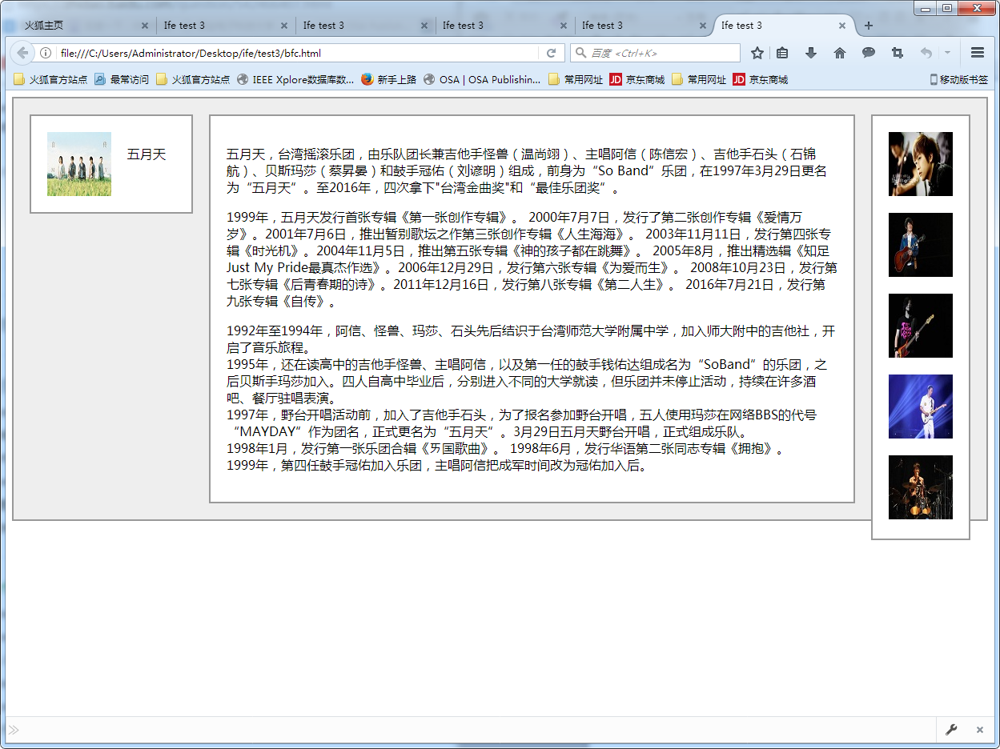 火狐主页 Ife test 3 Ife test 3 Ife test 3 Ife test 3 Ife test 3
file:///C:/Users/Administrator/Desktop/ife/test3/bfc.html 百度 <Ctrl+K>
火狐官方站点 最常访问 火狐官方站点 IEEE Xplore数据库数... 新手上路 OSA | OSA Publishin... 常用网址 JD 京东商城 常用网址 JD 京东商城 移动版书签
五月天
五月天，台湾摇滚乐团，由乐队团长兼吉他手怪兽（温尚翊）、主唱阿信（陈信宏）、吉他手石头（石锦
航）、贝斯玛莎（蔡昇晏）和鼓手冠佑（刘谚明）组成，前身为“So Band”乐团，在1997年3月29日更名
为“五月天”。至2016年，四次拿下"台湾金曲奖"和“最佳乐团奖”。
1999年，五月天发行首张专辑《第一张创作专辑》。 2000年7月7日，发行了第二张创作专辑《爱情万
岁》。2001年7月6日，推出暂别歌坛之作第三张创作专辑《人生海海》。 2003年11月11日，发行第四张专
辑《时光机》。2004年11月5日，推出第五张专辑《神的孩子都在跳舞》。 2005年8月，推出精选辑《知足
Just My Pride最真杰作选》。2006年12月29日，发行第六张专辑《为爱而生》。 2008年10月23日，发行第
七张专辑《后青春期的诗》。2011年12月16日，发行第八张专辑《第二人生》。 2016年7月21日，发行第
九张专辑《自传》。
1992年至1994年，阿信、怪兽、玛莎、石头先后结识于台湾师范大学附属中学，加入师大附中的吉他社，开
启了音乐旅程。
1995年，还在读高中的吉他手怪兽、主唱阿信，以及第一任的鼓手钱佑达组成名为“SoBand”的乐团，之
后贝斯手玛莎加入。四人自高中毕业后，分别进入不同的大学就读，但乐团并未停止活动，持续在许多酒
吧、餐厅驻唱表演。
1997年，野台开唱活动前，加入了吉他手石头，为了报名参加野台开唱，五人使用玛莎在网络BBS的代号
“MAYDAY”作为团名，正式更名为“五月天”。3月29日五月天野台开唱，正式组成乐队。
1998年1月，发行第一张乐团合辑《ㄞ国歌曲》。 1998年6月，发行华语第二张同志专辑《拥抱》。
1999年，第四任鼓手冠佑加入乐团，主唱阿信把成军时间改为冠佑加入后。